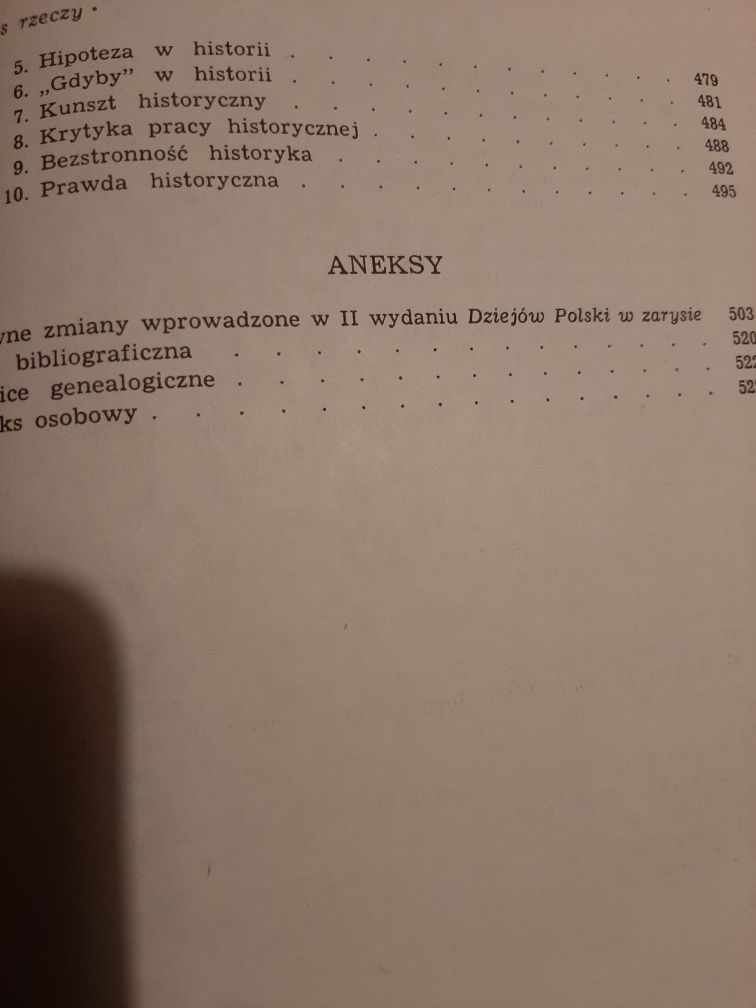 s rzeczy
5. Hipoteza w historii . . . . . . . . . . 479
6. „Gdyby” w historii . . . . . . . . . . 481
7. Kunszt historyczny . . . . . . . . . . 484
8. Krytyka pracy historycznej . . . . . . . . . 488
9. Bezstronność historyka . . . . . . . . . . 492
10. Prawda historyczna . . . . . . . . . . 495
ANEKSY
yne zmiany wprowadzone w II wydaniu Dziejów Polski w zarysie 503
bibliograficzna . . . . . . . . . . . . 520
ice genealogiczne . . . . . . . . . . . . 522
ks osobowy . . . . . . . . . . . . . . 52